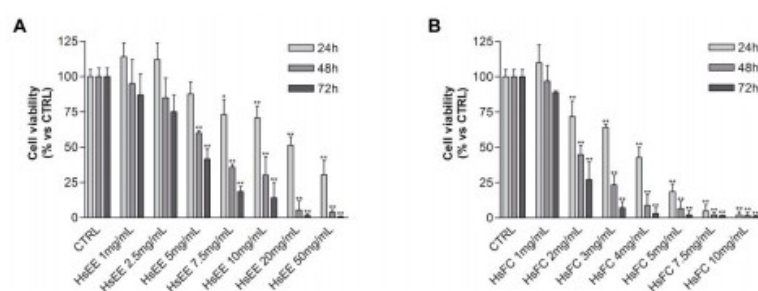 A
Cell viability
(% vs CTRL)
125
100
75
50
25
0
24h
48h
72h
** ** * ** ** ** ** ** ** ** ** ** ** **
CTRL
HsEE 1mg/mL
HsEE 2.5mg/mL
HsEE 5mg/mL
HsEE 7.5mg/mL
HsEE 10mg/mL
HsEE 20mg/mL
HsEE 50mg/mL
B
Cell viability
(% vs CTRL)
125
100
75
50
25
0
24h
48h
72h
** ** ** ** ** ** ** ** ** ** ** ** ** ** ** ** ** **
CTRL
HsFC 1mg/mL
HsFC 2mg/mL
HsFC 3mg/mL
HsFC 4mg/mL
HsFC 5mg/mL
HsFC 7.5mg/mL
HsFC 10mg/mL